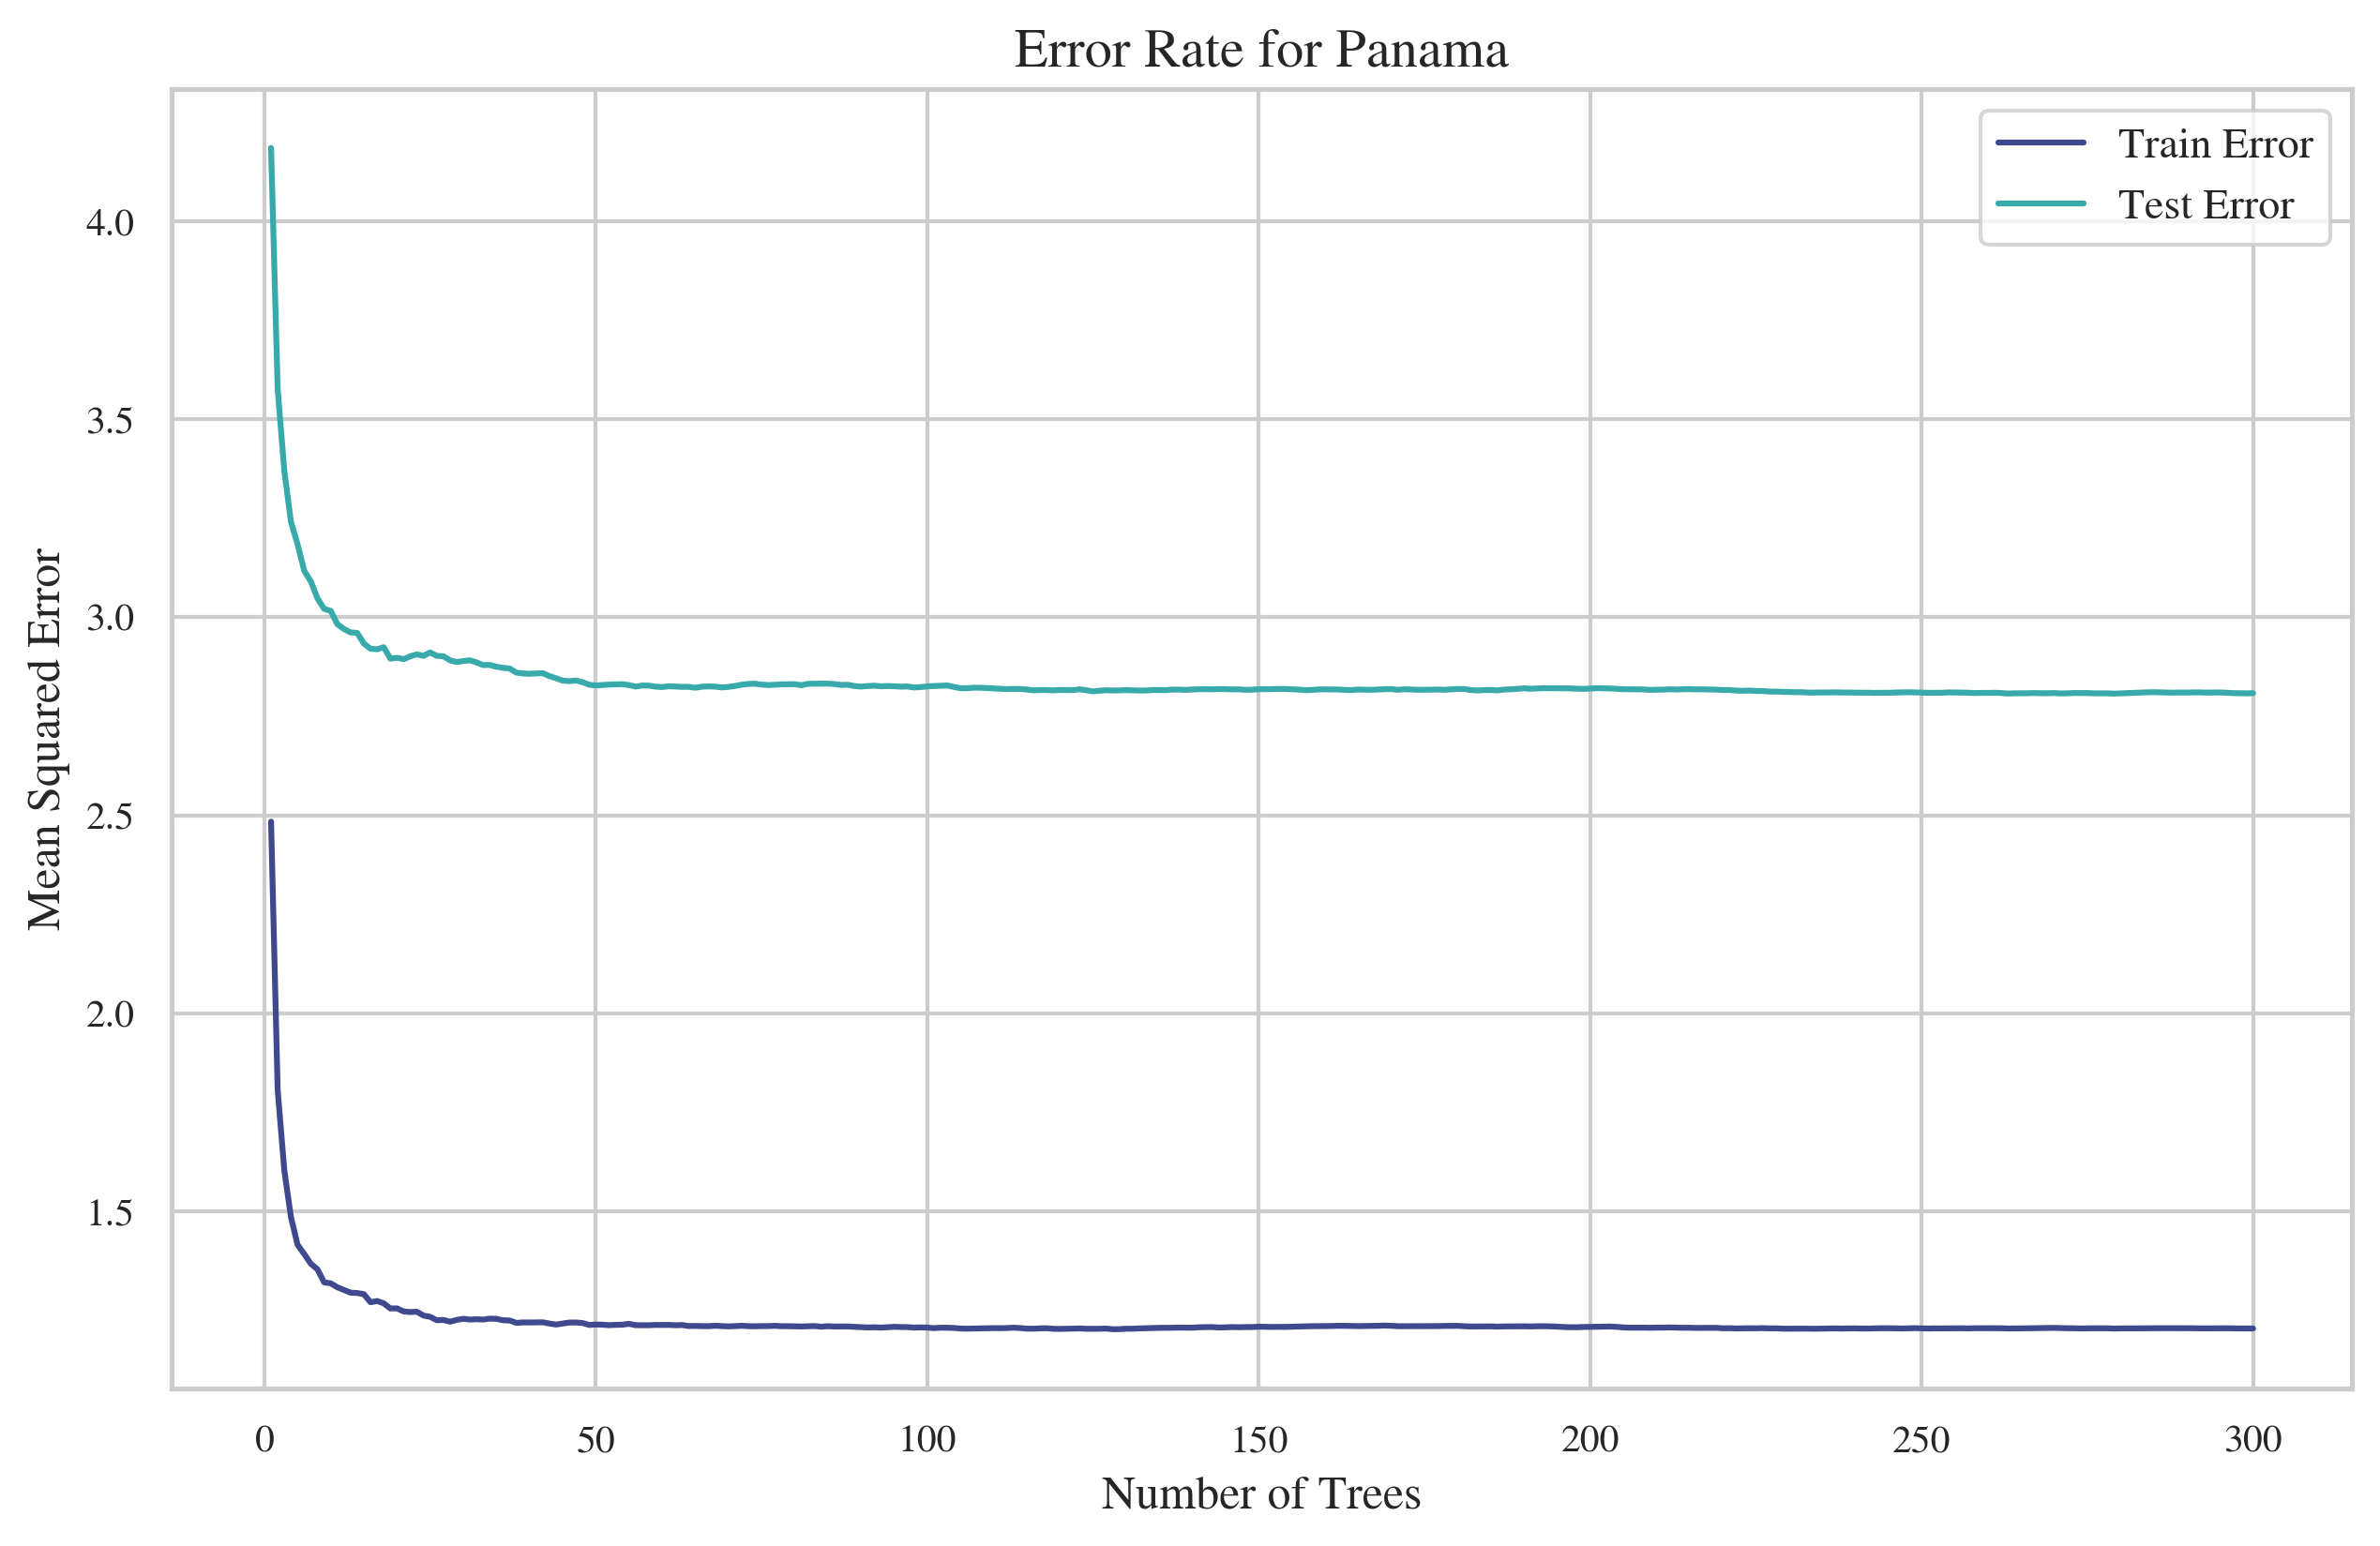 Error Rate for Panama
Train Error
Test Error
Mean Squared Error
4.0
3.5
3.0
2.5
2.0
1.5
0 50 100 150 200 250 300
Number of Trees